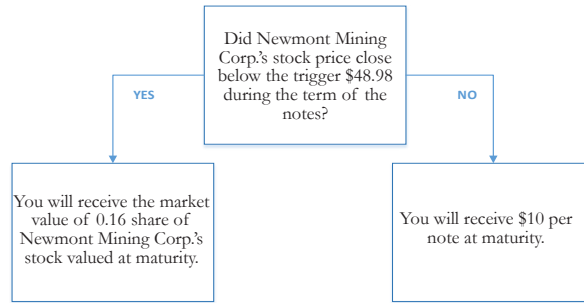 Did Newmont Mining
Corp.'s stock price close
below the trigger $48.98
during the term of the
notes?
YES
NO
You will receive the market
value of 0.16 share of
Newmont Mining Corp.'s
stock valued at maturity.
You will receive $10 per
note at maturity.